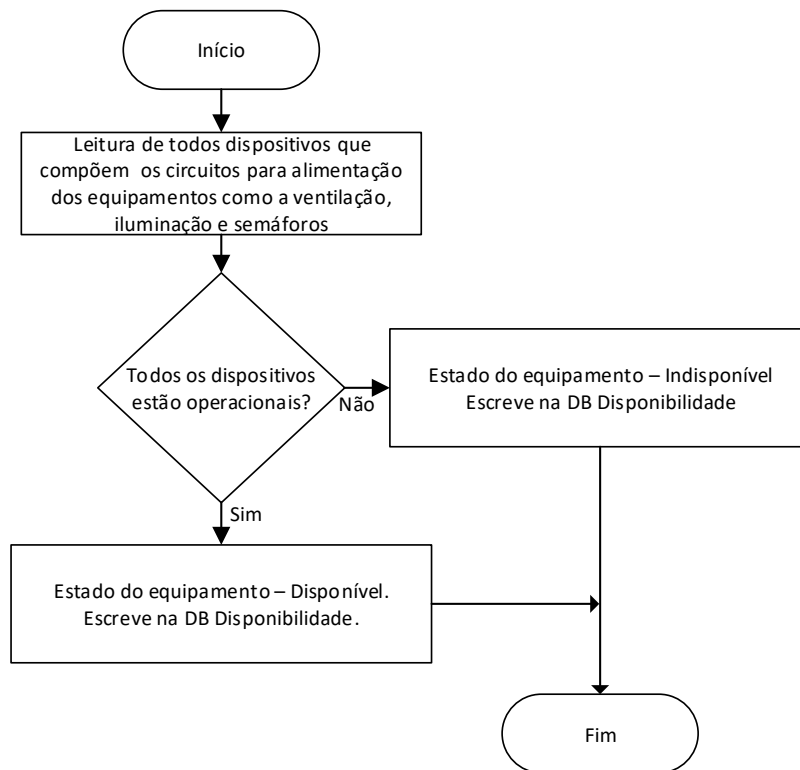 Início
Leitura de todos dispositivos que
compõem os circuitos para alimentação
dos equipamentos como a ventilação,
iluminação e semáforos
Todos os dispositivos
estão operacionais?
Não
Estado do equipamento – Indisponível
Escreve na DB Disponibilidade
Sim
Estado do equipamento – Disponível.
Escreve na DB Disponibilidade.
Fim